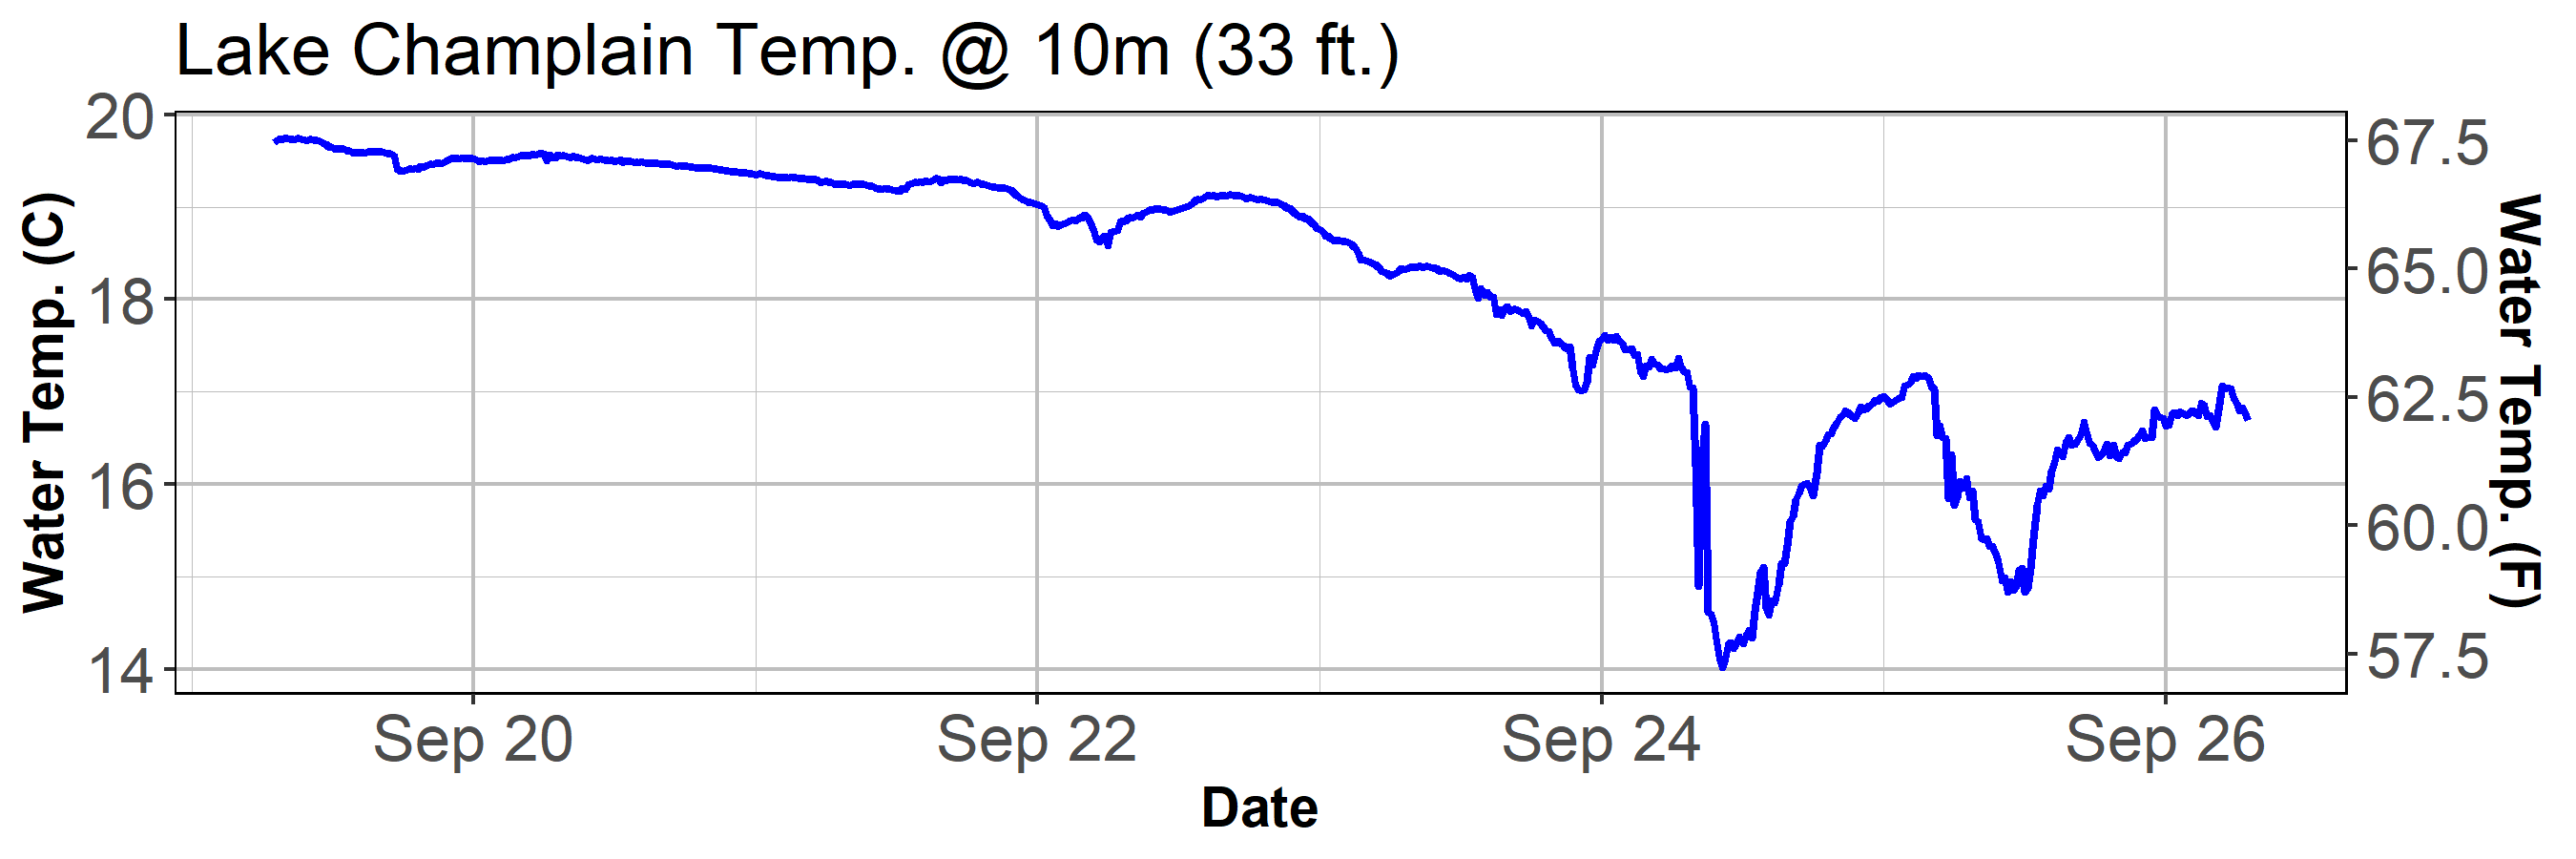 Lake Champlain Temp. @ 10m (33 ft.)
Water Temp. (C)
20
18
16
14
67.5
65.0
62.5
60.0
57.5
Water Temp. (F)
Sep 20
Sep 22
Sep 24
Sep 26
Date